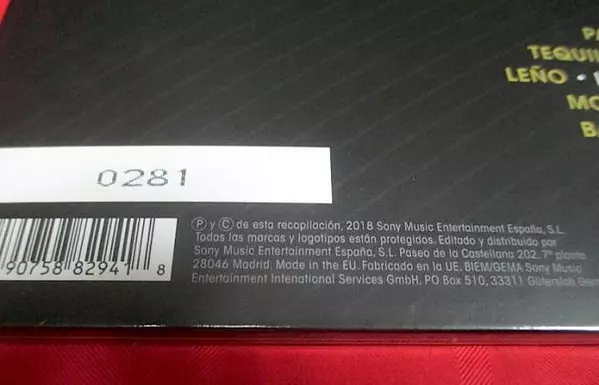 TEQUI
LEÑO •
MO
BA
0281
Ⓟ y Ⓒ de esta recopilación, 2018 Sony Music Entertainment España, S.L.
Todas las marcas y logotipos están protegidos. Editado y distribuido por
Sony Music Entertainment España, S.L. Paseo de la Castellana 202. 7ª planta
28046 Madrid. Made in the EU. Fabricado en la UE. BIEM/GEMA Sony Music
Entertainment International Services GmbH, PO Box 510, 33311 Gütersloh Ger
90758 82941 8